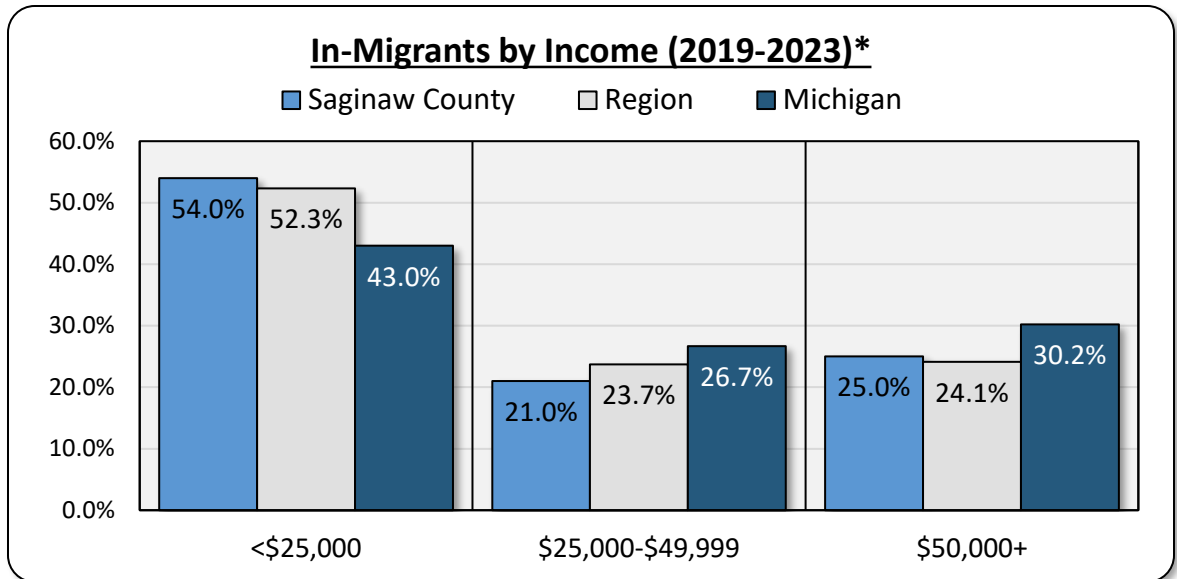 In-Migrants by Income (2019-2023)*
Saginaw County Region Michigan
60.0%
50.0%
40.0%
30.0%
20.0%
10.0%
0.0%
54.0% 52.3% 43.0%
21.0% 23.7% 26.7%
25.0% 24.1% 30.2%
<$25,000 $25,000-$49,999 $50,000+